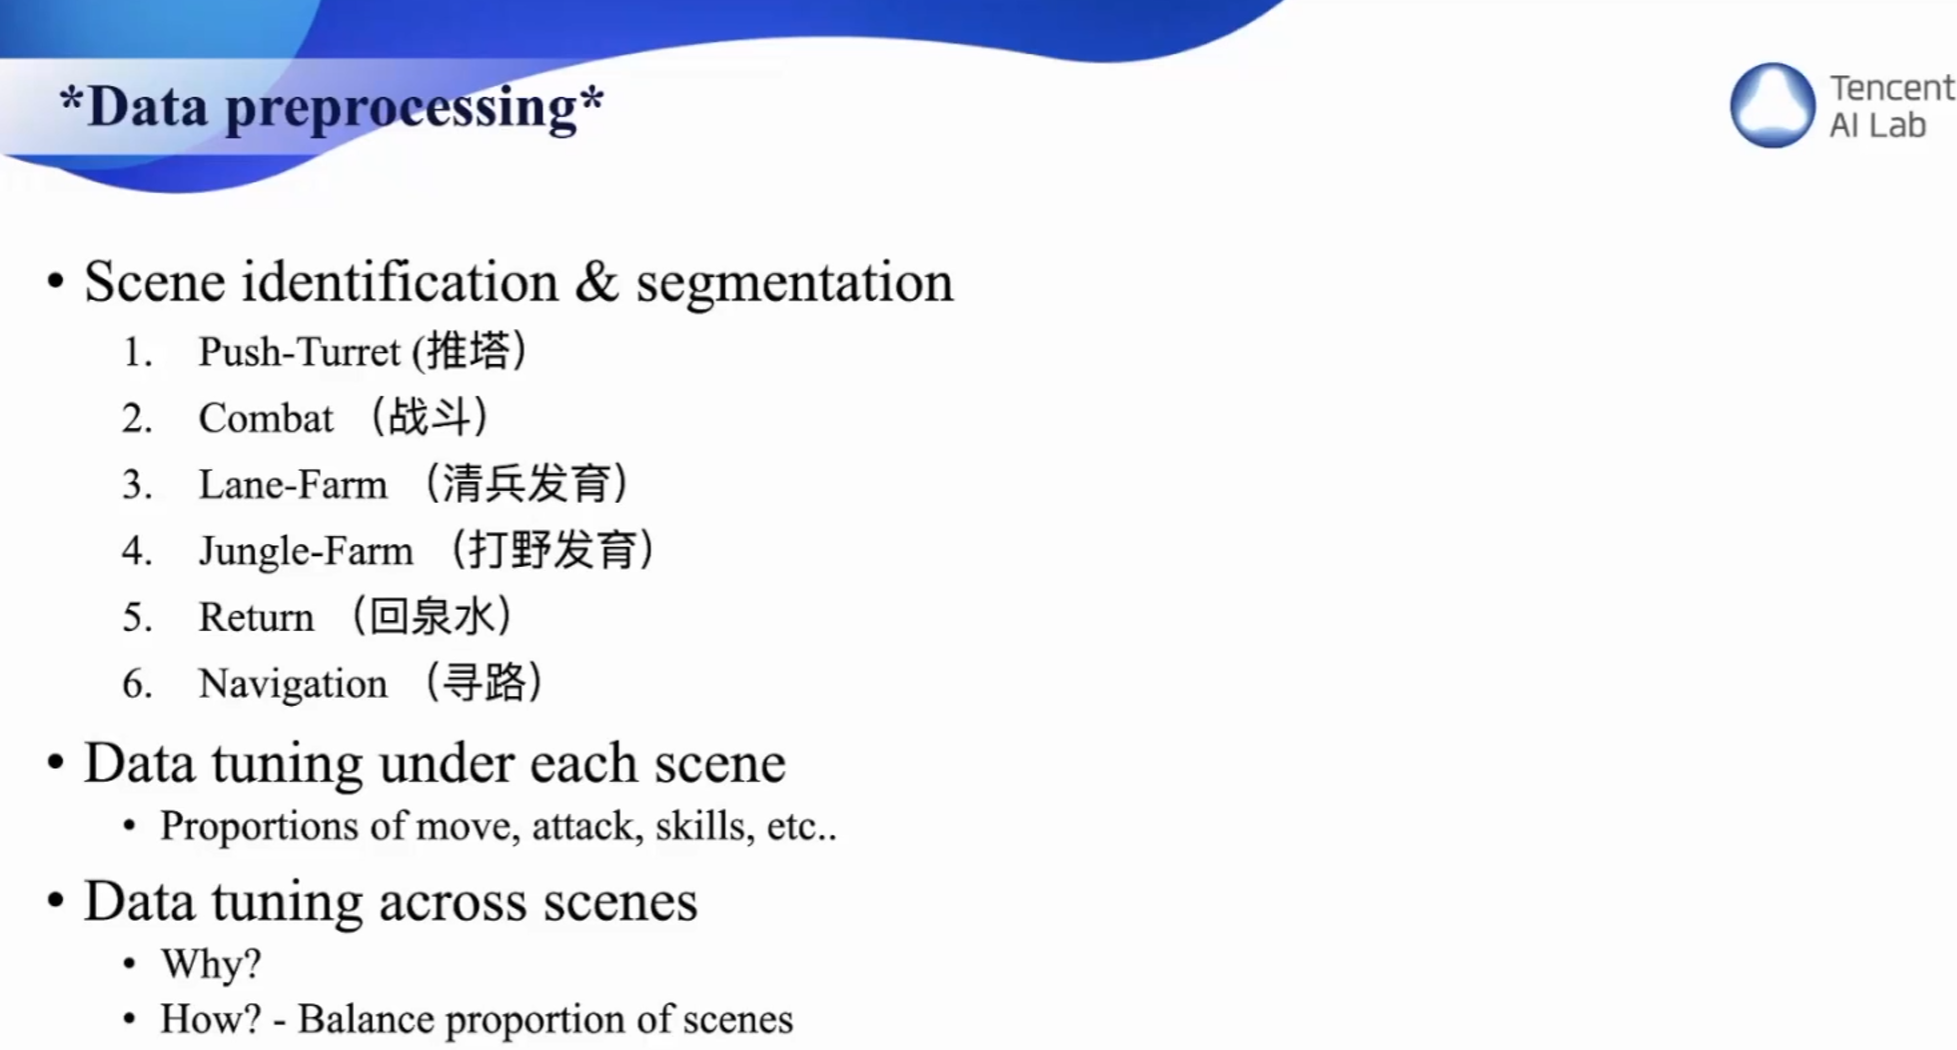 *Data preprocessing*
Tencent
AI Lab
• Scene identification & segmentation
1. Push-Turret (推塔）
2. Combat （战斗）
3. Lane-Farm （清兵发育）
4. Jungle-Farm （打野发育）
5. Return （回泉水）
6. Navigation （寻路）
• Data tuning under each scene
• Proportions of move, attack, skills, etc..
• Data tuning across scenes
• Why?
• How? - Balance proportion of scenes